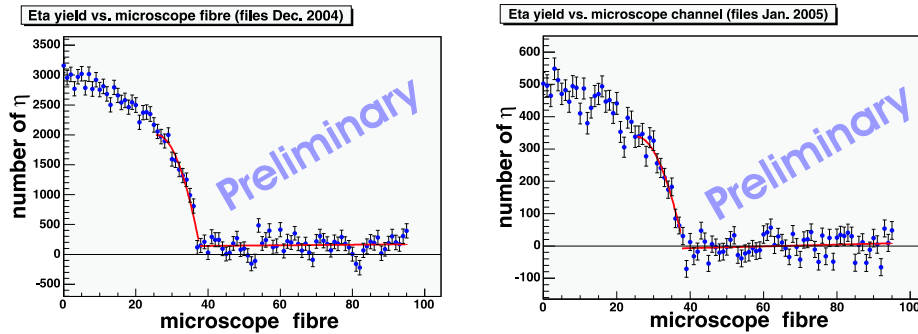 Eta yield vs. microscope fibre (files Dec. 2004)
number of η
3500
3000
2500
2000
1500
1000
500
0
-500
Preliminary
0 20 40 60 80 100
microscope fibre
Eta yield vs. microscope channel (files Jan. 2005)
number of η
600
500
400
300
200
100
0
-100
Preliminary
0 20 40 60 80 100
microscope fibre